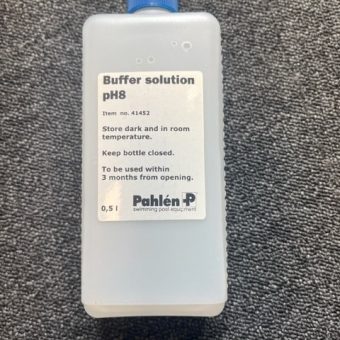 Buffer solution
pH8
Item no. 41452
Store dark and in room
temperature.
Keep bottle closed.
To be used within
3 months from opening.
Pahlén
swimming pool equipment
0,5 l